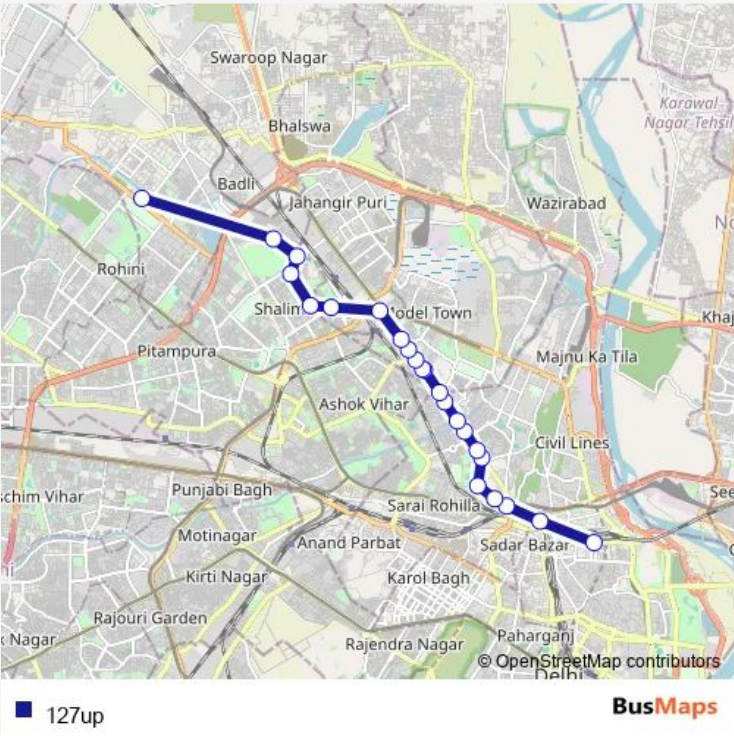 Swaroop Nagar
Karawal
Nagar Tehsil
Bhalswa
Badli
Jahangir Puri
Wazirabad
Rohini
Shalim
Model Town
Khaj
Pitampura
Majnu Ka Tila
Ashok Vihar
Civil Lines
schim Vihar
Punjabi Bagh
See
Sarai Rohilla
Motinagar
Anand Parbat
Sadar Bazar
Kirti Nagar
Karol Bagh
Rajouri Garden
x Nagar
Rajendra Nagar
Paharganj
© OpenStreetMap contributors
Delhi
127up
BusMaps